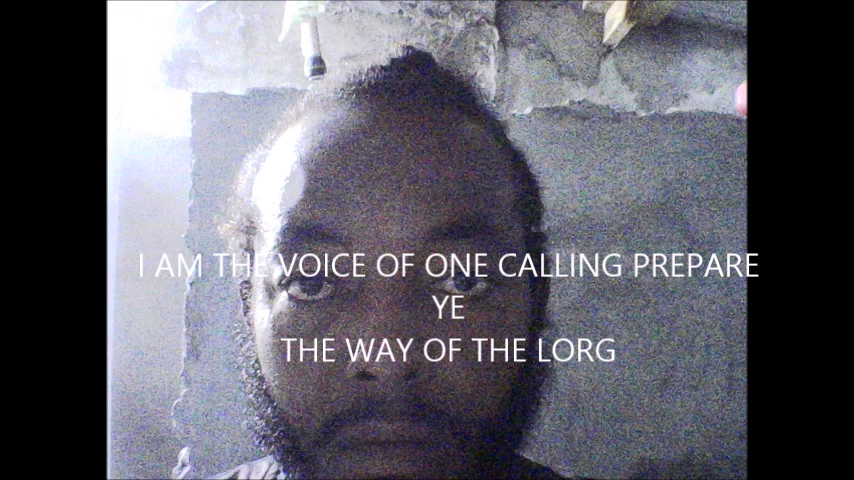 I AM THE VOICE OF ONE CALLING PREPARE
YE
THE WAY OF THE LORG